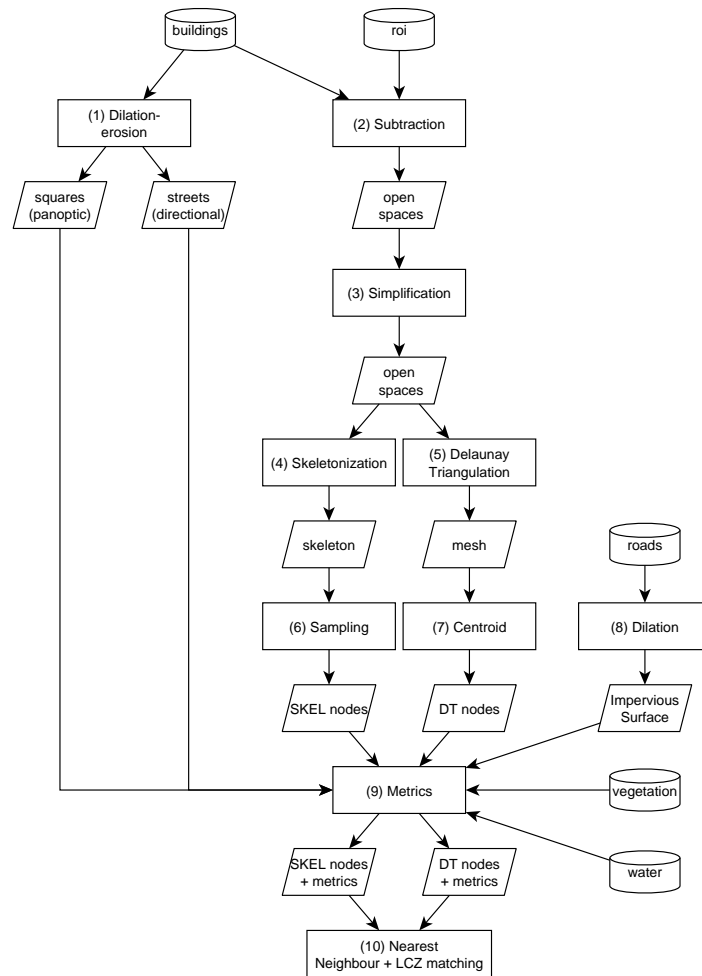 buildings
roi
(1) Dilation-
erosion
(2) Subtraction
squares
(panoptic)
streets
(directional)
open
spaces
(3) Simplification
open
spaces
(4) Skeletonization
(5) Delaunay
Triangulation
skeleton
mesh
roads
(6) Sampling
(7) Centroid
(8) Dilation
SKEL nodes
DT nodes
Impervious
Surface
(9) Metrics
vegetation
SKEL nodes
+ metrics
DT nodes
+ metrics
water
(10) Nearest
Neighbour + LCZ matching